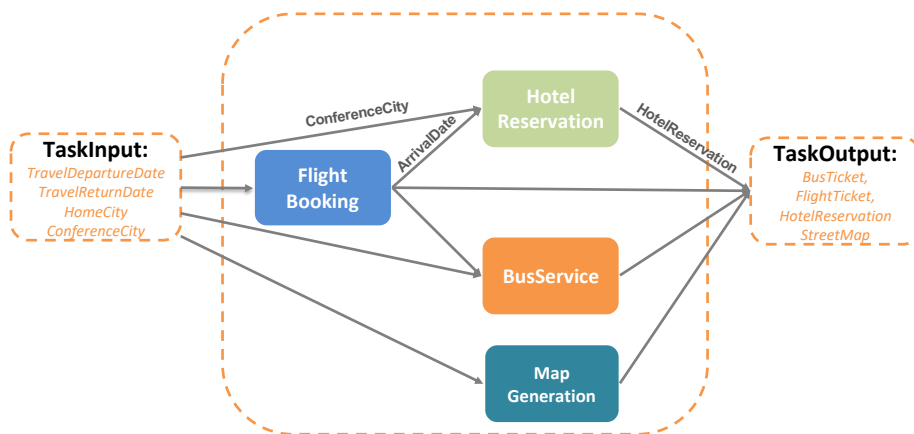 TaskInput:
TravelDepartureDate
TravelReturnDate
HomeCity
ConferenceCity
ConferenceCity
Flight
Booking
ArrivalDate
Hotel
Reservation
HotelReservation
BusService
Map
Generation
TaskOutput:
BusTicket,
FlightTicket,
HotelReservation
StreetMap